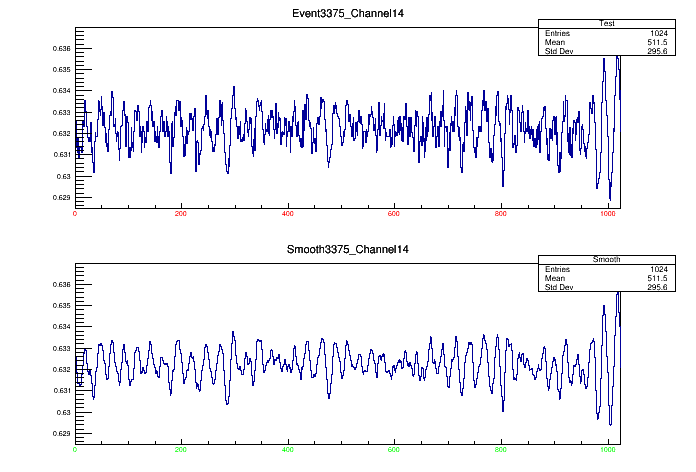 Event3375_Channel14
Test
Entries 1024
Mean 511.5
Std Dev 295.6
0.636
0.635
0.634
0.633
0.632
0.631
0.63
0.629
0 200 400 600 800 1000
Smooth3375_Channel14
Smooth
Entries 1024
Mean 511.5
Std Dev 295.6
0.636
0.635
0.634
0.633
0.632
0.631
0.63
0.629
0 200 400 600 800 1000